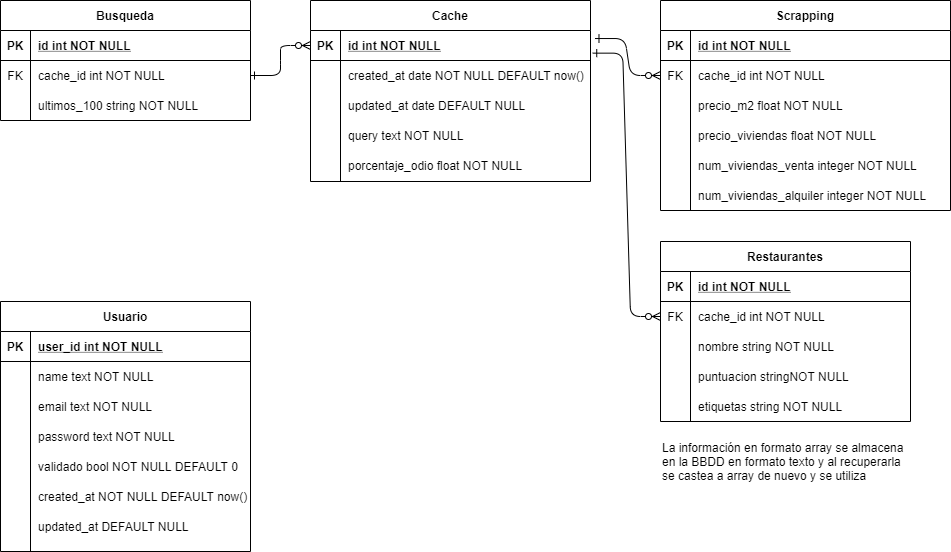 Busqueda
PK id int NOT NULL
FK cache_id int NOT NULL
ultimos_100 string NOT NULL
Cache
PK id int NOT NULL
created_at date NOT NULL DEFAULT now()
updated_at date DEFAULT NULL
query text NOT NULL
porcentaje_odio float NOT NULL
Scrapping
PK id int NOT NULL
FK cache_id int NOT NULL
precio_m2 float NOT NULL
precio_viviendas float NOT NULL
num_viviendas_venta integer NOT NULL
num_viviendas_alquiler integer NOT NULL
Restaurantes
PK id int NOT NULL
FK cache_id int NOT NULL
nombre string NOT NULL
puntuacion stringNOT NULL
etiquetas string NOT NULL
Usuario
PK user_id int NOT NULL
name text NOT NULL
email text NOT NULL
password text NOT NULL
validado bool NOT NULL DEFAULT 0
created_at NOT NULL DEFAULT now()
updated_at DEFAULT NULL
La información en formato array se almacena
en la BBDD en formato texto y al recuperarla
se castea a array de nuevo y se utiliza